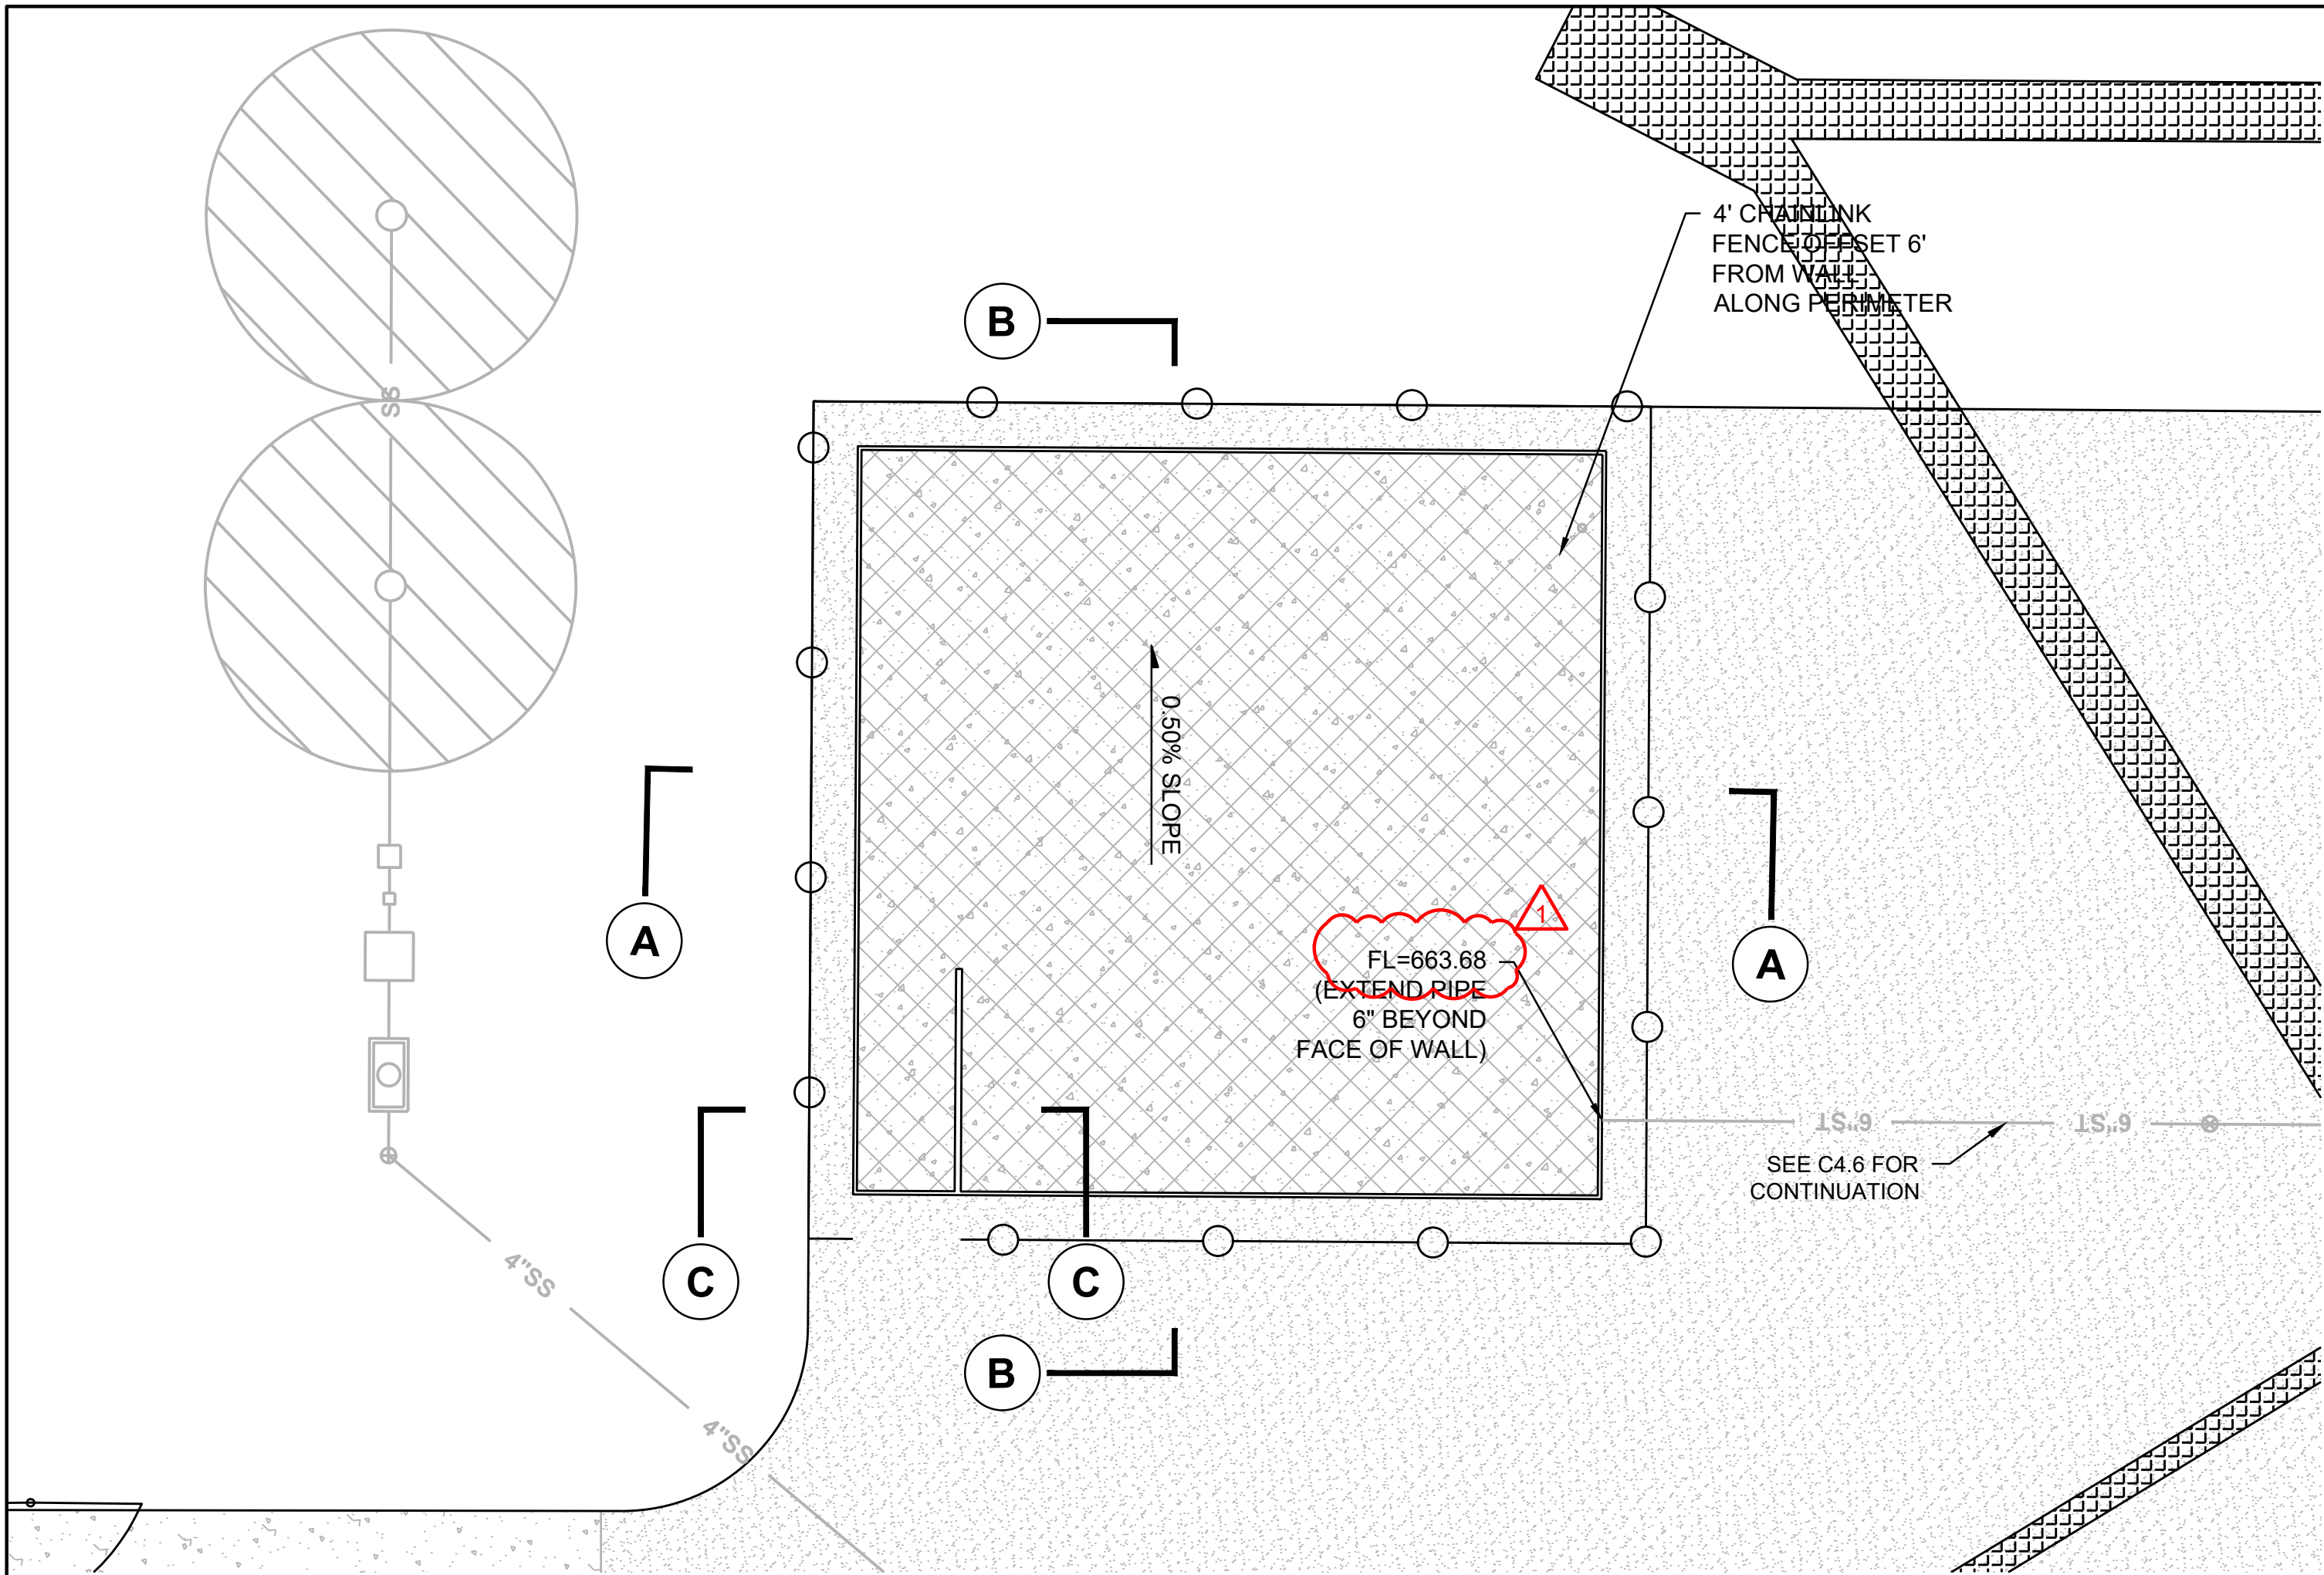 4' CHAINLINK
FENCE OFFSET 6'
FROM WALL
ALONG PERIMETER
B
SS
0.50% SLOPE
A
1
FL=663.68
(EXTEND PIPE
6" BEYOND
FACE OF WALL)
A
6"ST
6"ST
SEE C4.6 FOR
CONTINUATION
4"SS
C
C
B
4"SS